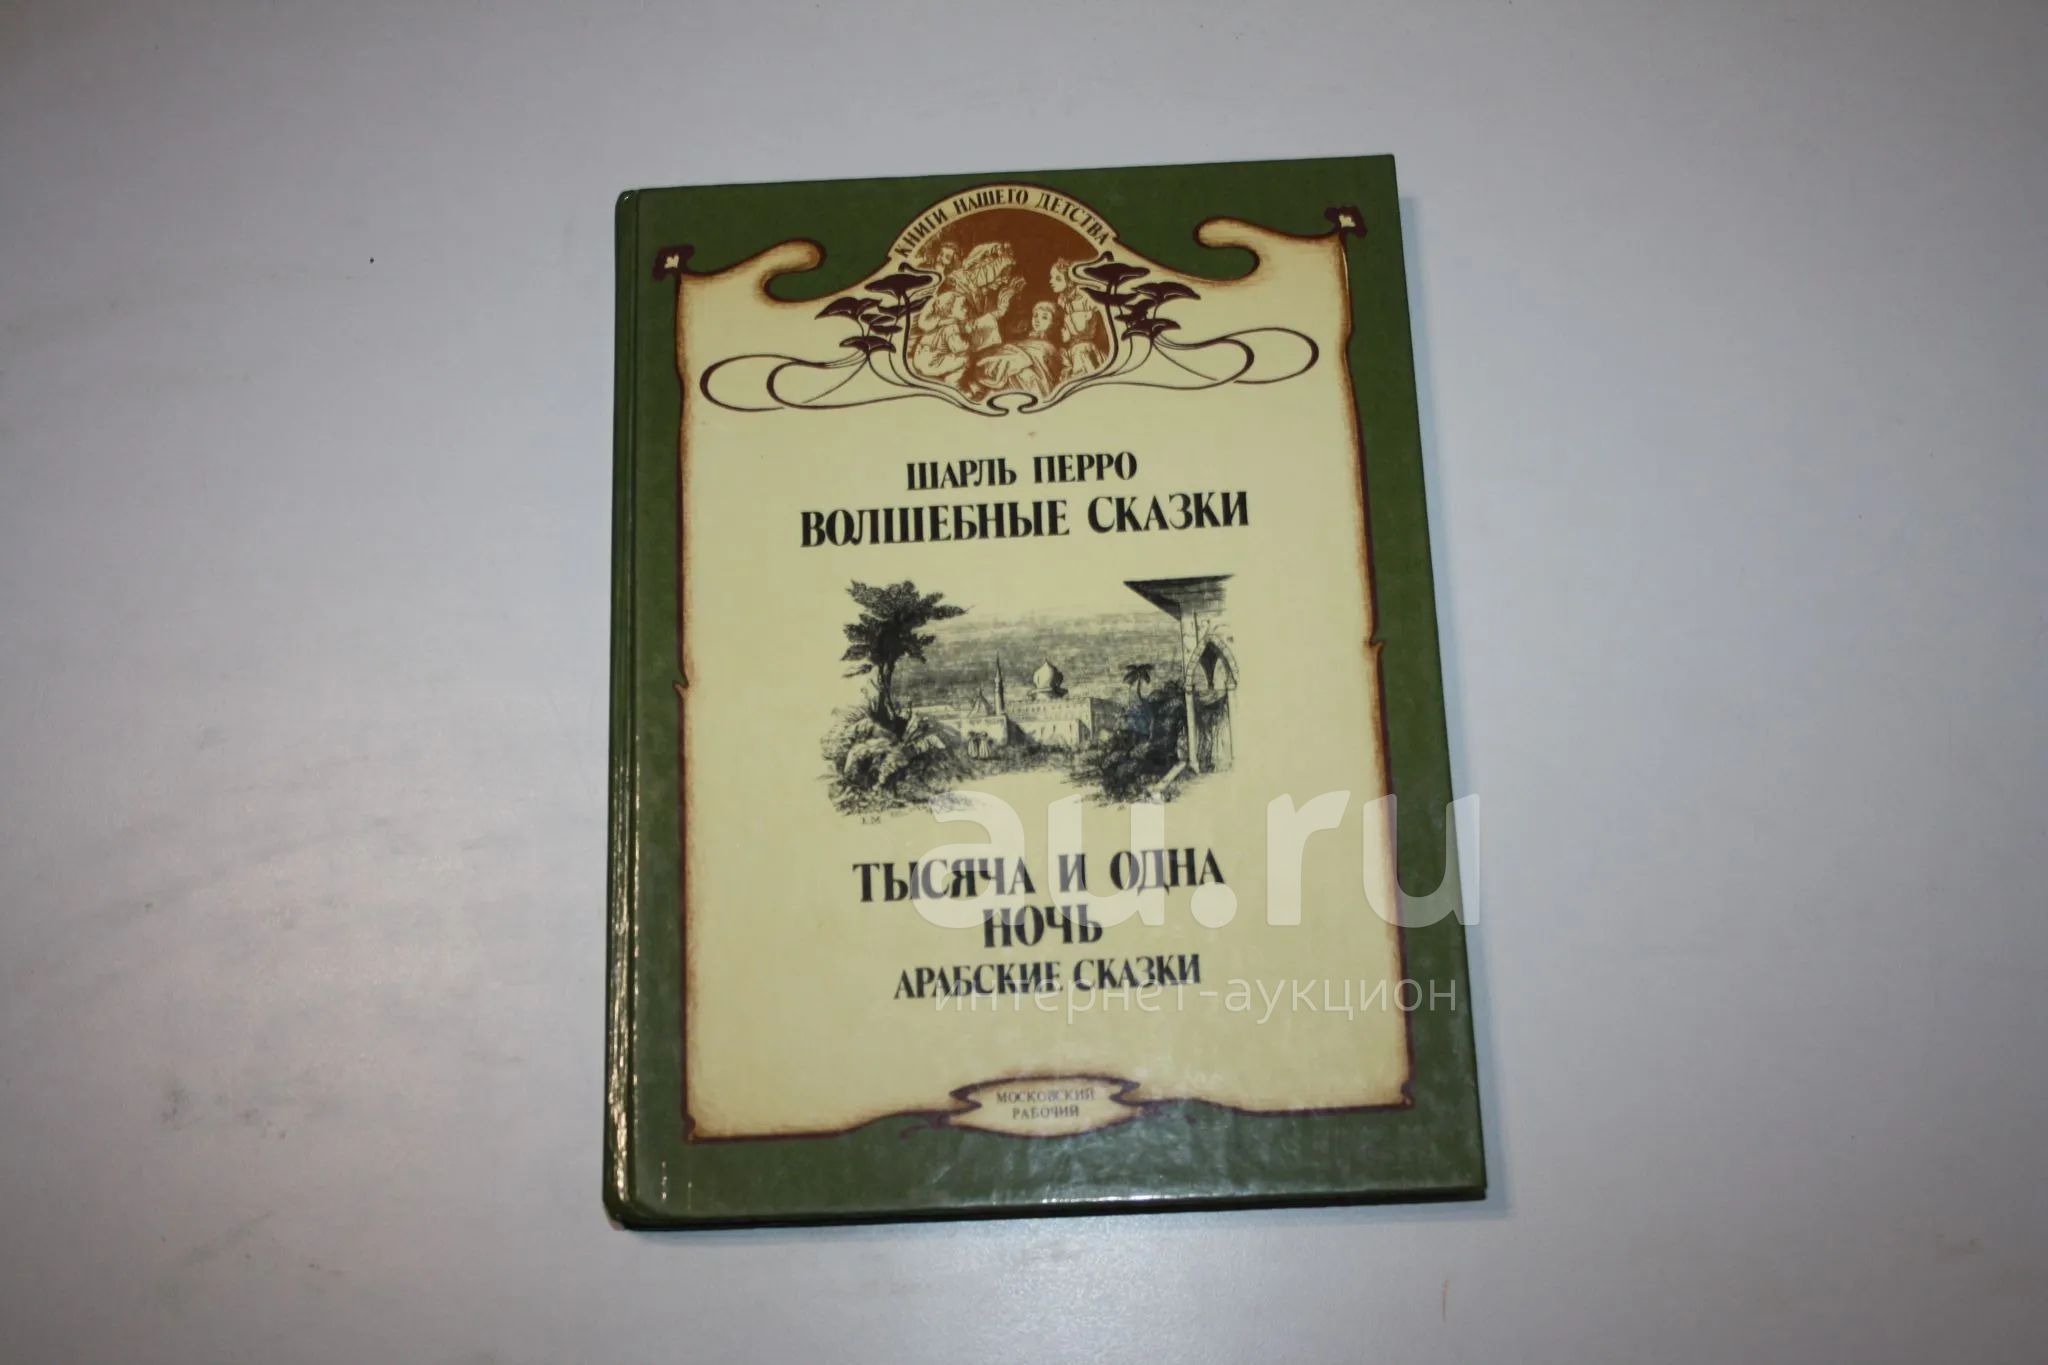 КНИГИ НАШЕГО ДЕТСТВА
ШАРЛЬ ПЕРРО
ВОЛШЕБНЫЕ СКАЗКИ
au.ru
ТЫСЯЧА И ОДНА
НОЧЬ
АРАБСКИЕ СКАЗКИ
интернет-аукцион
МОСКОВСКИЙ
РАБОЧИЙ